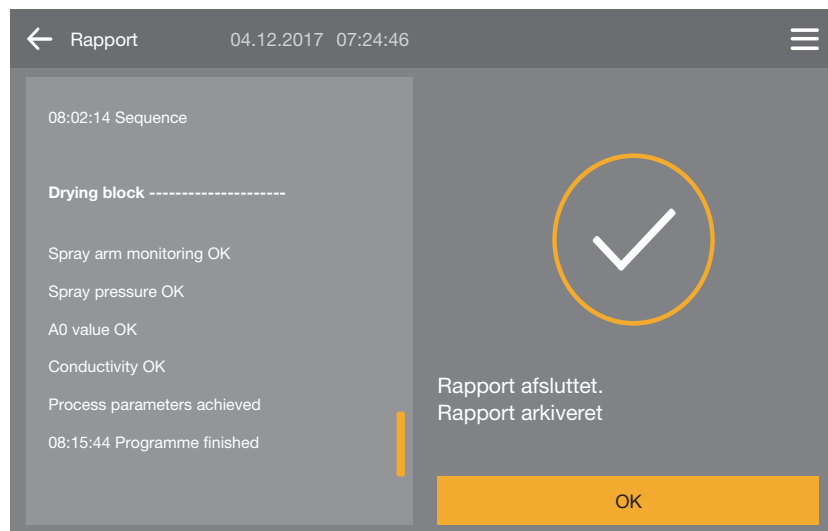 Rapport 04.12.2017 07:24:46
08:02:14 Sequence
Drying block ---------------------
Spray arm monitoring OK
Spray pressure OK
A0 value OK
Conductivity OK
Process parameters achieved
08:15:44 Programme finished
Rapport afsluttet.
Rapport arkiveret
OK